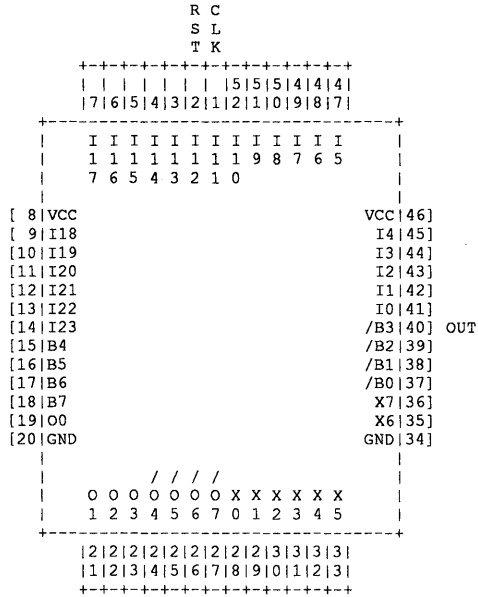 R C
S L
T K
+-+-+-+-+-+-+-+-+-+-+-+-+-+
| | | | | | | |5|5|5|4|4|4|
|7|6|5|4|3|2|1|2|1|0|9|8|7|
+---------------------------------------+
| I I I I I I I I I I I I I |
| 1 1 1 1 1 1 1 1 9 8 7 6 5 |
| 7 6 5 4 3 2 1 0 |
[ 8|VCC VCC|46]
[ 9|I18 I4|45]
[10|I19 I3|44]
[11|I20 I2|43]
[12|I21 I1|42]
[13|I22 I0|41]
[14|I23 /B3|40] OUT
[15|B4 /B2|39]
[16|B5 /B1|38]
[17|B6 /B0|37]
[18|B7 X7|36]
[19|O0 X6|35]
[20|GND GND|34]
| / / / / |
| O O O O O O O X X X X X X |
| 1 2 3 4 5 6 7 0 1 2 3 4 5 |
+---------------------------------------+
|2|2|2|2|2|2|2|2|2|3|3|3|3|
|1|2|3|4|5|6|7|8|9|0|1|2|3|
+-+-+-+-+-+-+-+-+-+-+-+-+-+